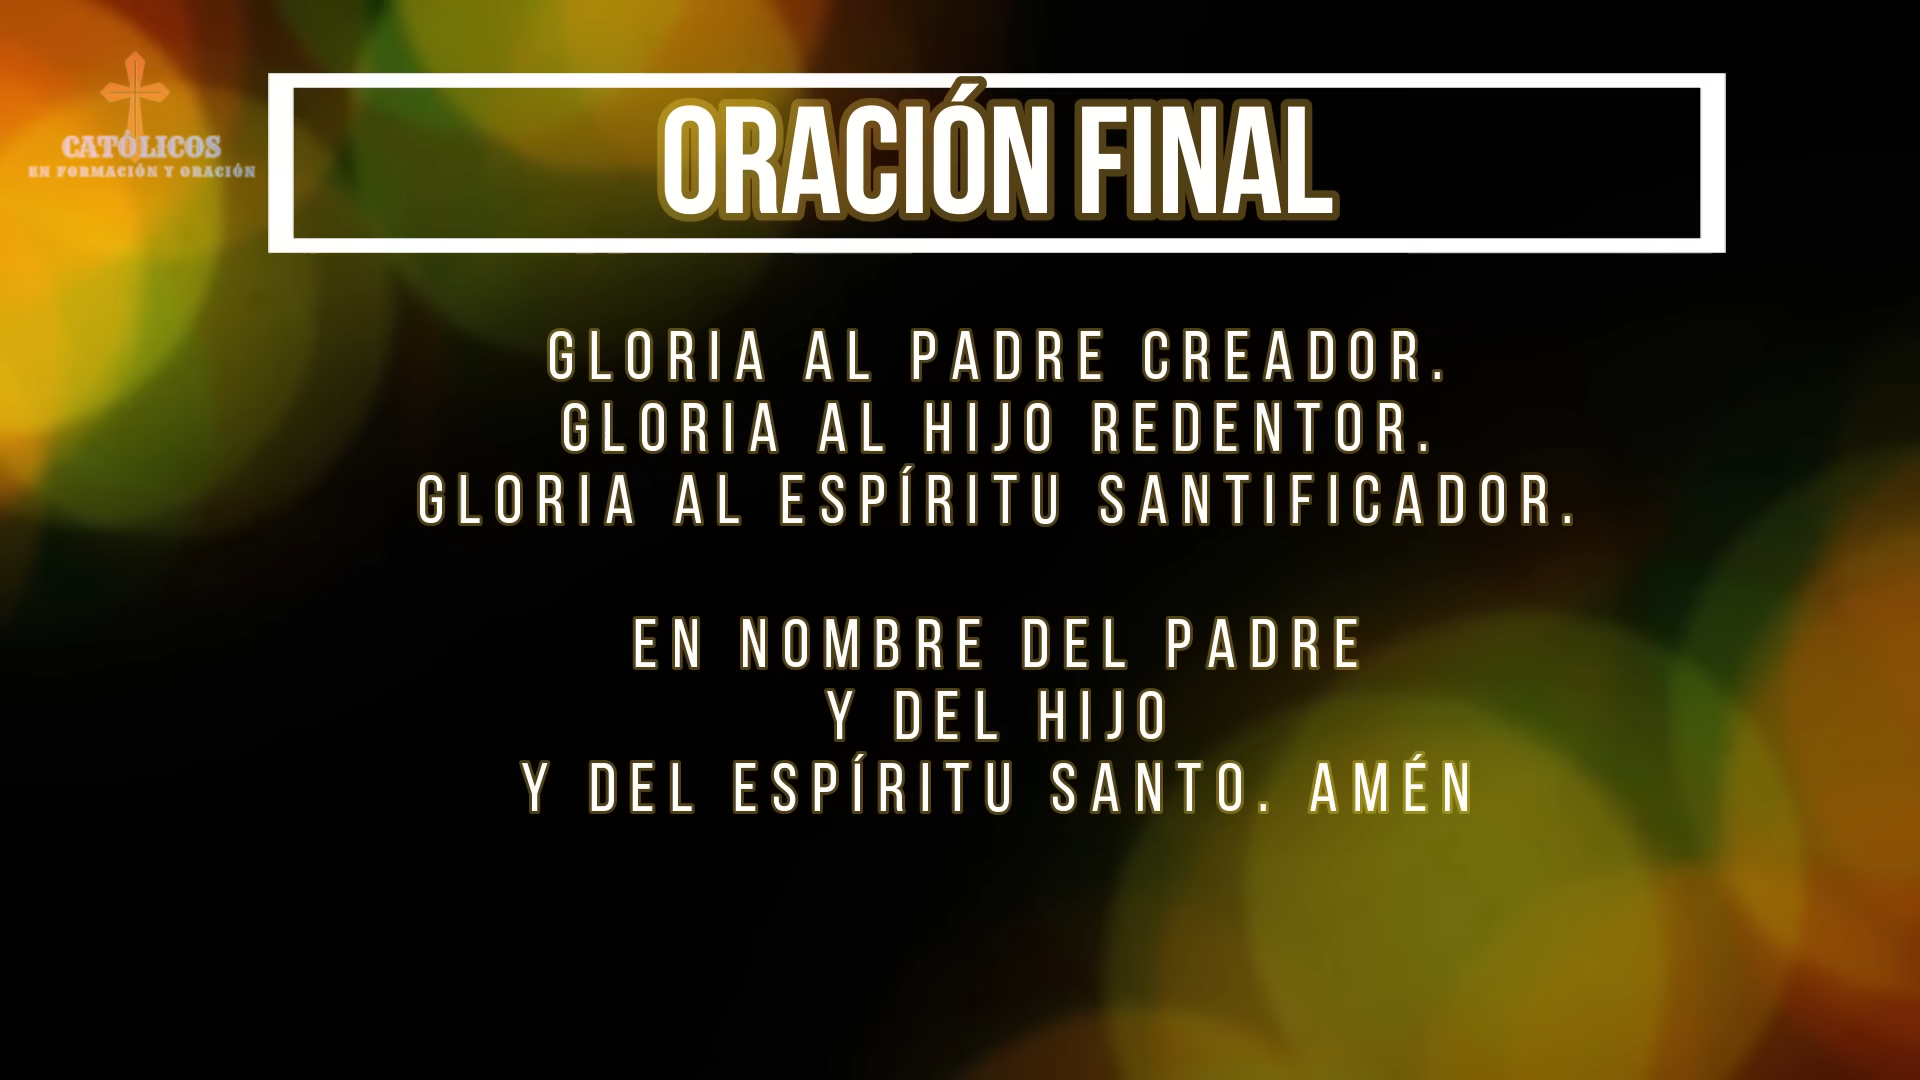 CATÓLICOS
EN FORMACIÓN Y ORACIÓN
ORACIÓN FINAL
GLORIA AL PADRE CREADOR.
GLORIA AL HIJO REDENTOR.
GLORIA AL ESPÍRITU SANTIFICADOR.
EN NOMBRE DEL PADRE
Y DEL HIJO
Y DEL ESPÍRITU SANTO. AMÉN